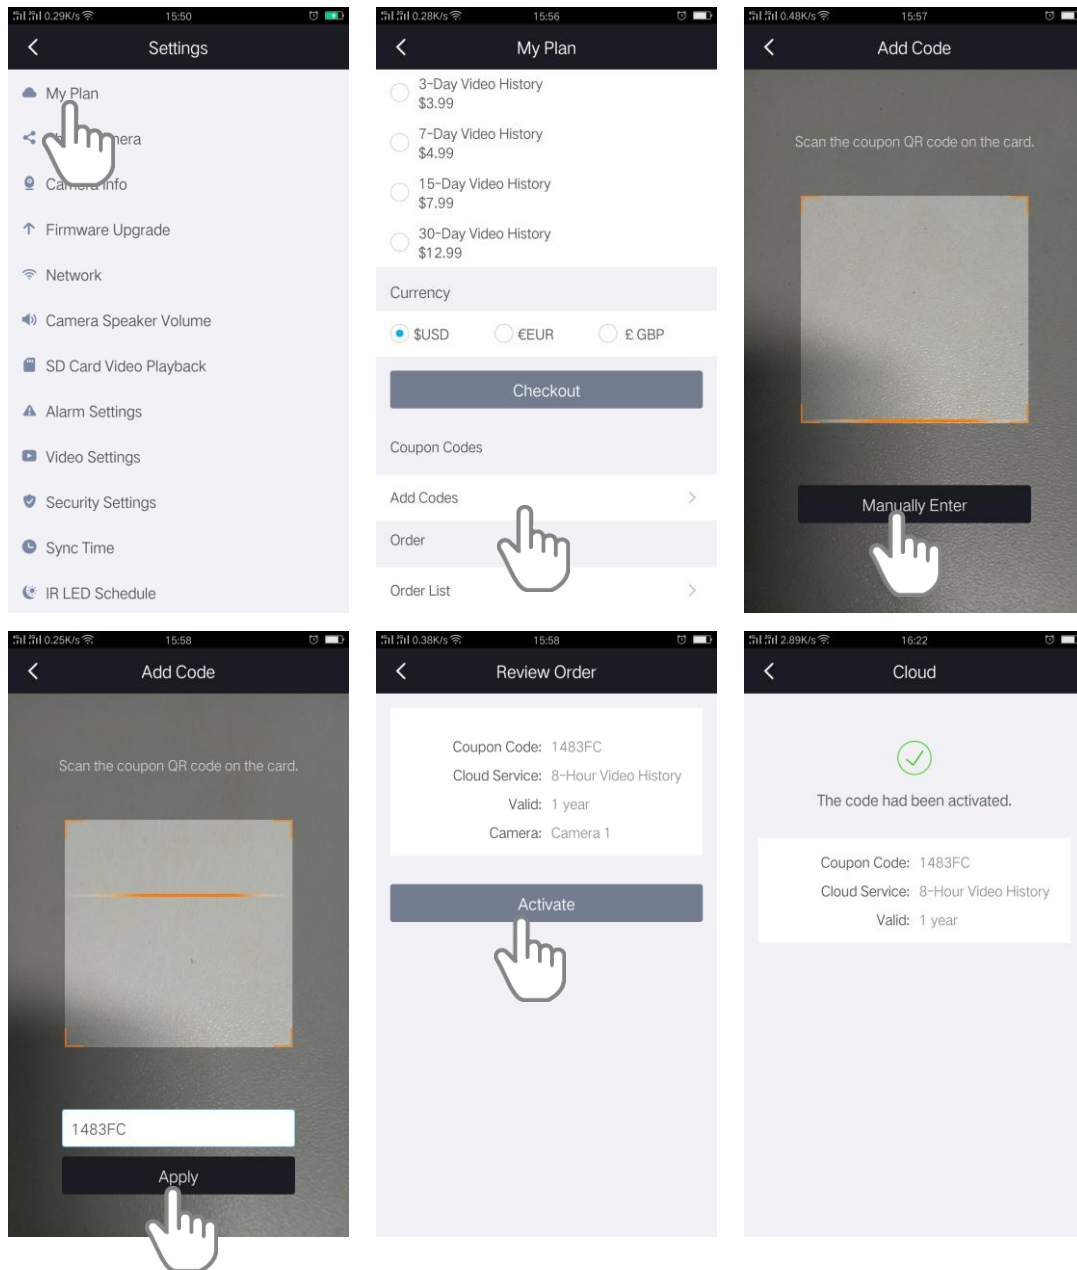 0.29K/s 15:50
Settings
My Plan
Camera Info
Firmware Upgrade
Network
Camera Speaker Volume
SD Card Video Playback
Alarm Settings
Video Settings
Security Settings
Sync Time
IR LED Schedule
0.28K/s 15:56
My Plan
3-Day Video History
$3.99
7-Day Video History
$4.99
15-Day Video History
$7.99
30-Day Video History
$12.99
Currency
$USD €EUR £ GBP
Checkout
Coupon Codes
Add Codes
Order
Order List
0.48K/s 15:57
Add Code
Scan the coupon QR code on the card.
Manually Enter
0.25K/s 15:58
Add Code
Scan the coupon QR code on the card.
1483FC
Apply
0.38K/s 15:58
Review Order
Coupon Code: 1483FC
Cloud Service: 8-Hour Video History
Valid: 1 year
Camera: Camera 1
Activate
2.89K/s 16:22
Cloud
The code had been activated.
Coupon Code: 1483FC
Cloud Service: 8-Hour Video History
Valid: 1 year